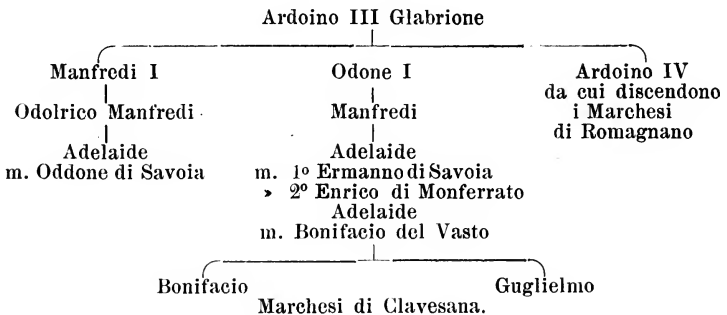 Ardoino III Glabrione
Manfredi I Odone I Ardoino IV
da cui discendono
Odolrico Manfredi Manfredi i Marchesi
di Romagnano
Adelaide Adelaide
m. Oddone di Savoia m. 1º Ermanno di Savoia
» 2º Enrico di Monferrato
Adelaide
m. Bonifacio del Vasto
Bonifacio Guglielmo
Marchesi di Clavesana.